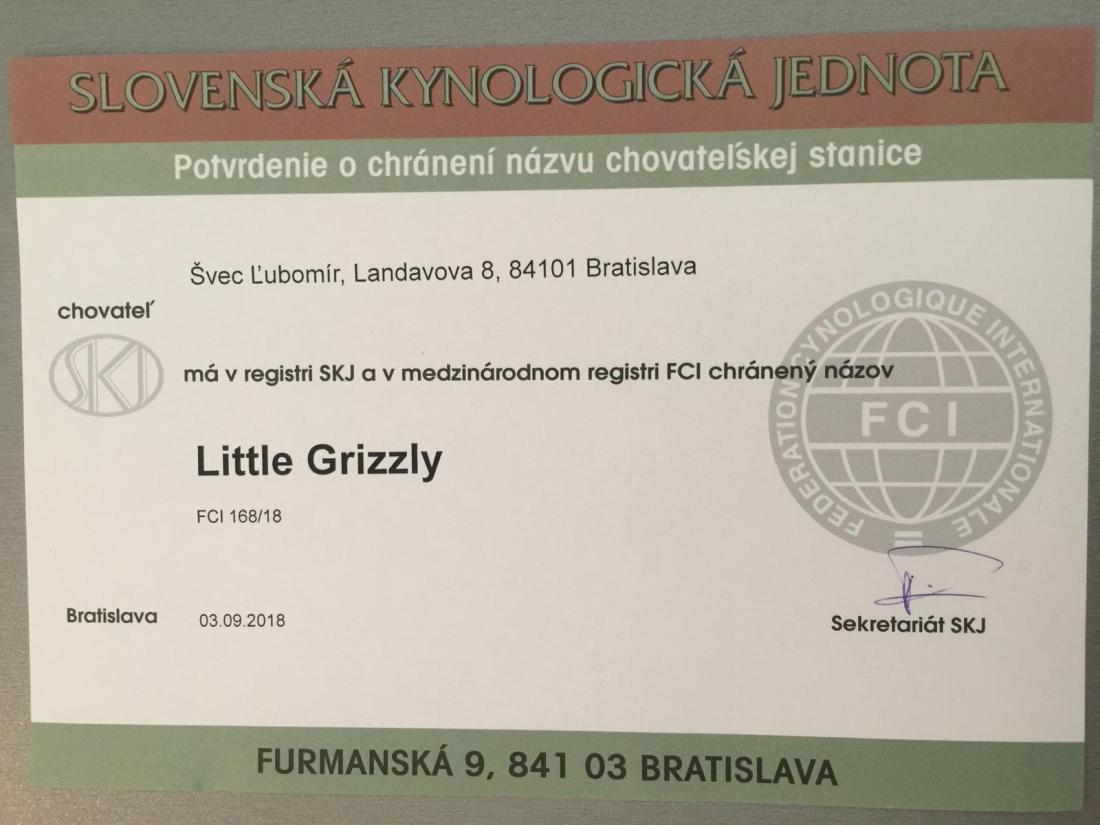 SLOVENSKÁ KYNOLOGICKÁ JEDNOTA
Potvrdenie o chránení názvu chovateľskej stanice
Švec Ľubomír, Landavova 8, 84101 Bratislava
chovateľ
SKJ
má v registri SKJ a v medzinárodnom registri FCI chránený názov
FEDERATION CYNOLOGIQUE INTERNATIONALE
FCI
Little Grizzly
FCI 168/18
Bratislava 03.09.2018
Sekretariát SKJ
FURMANSKÁ 9, 841 03 BRATISLAVA